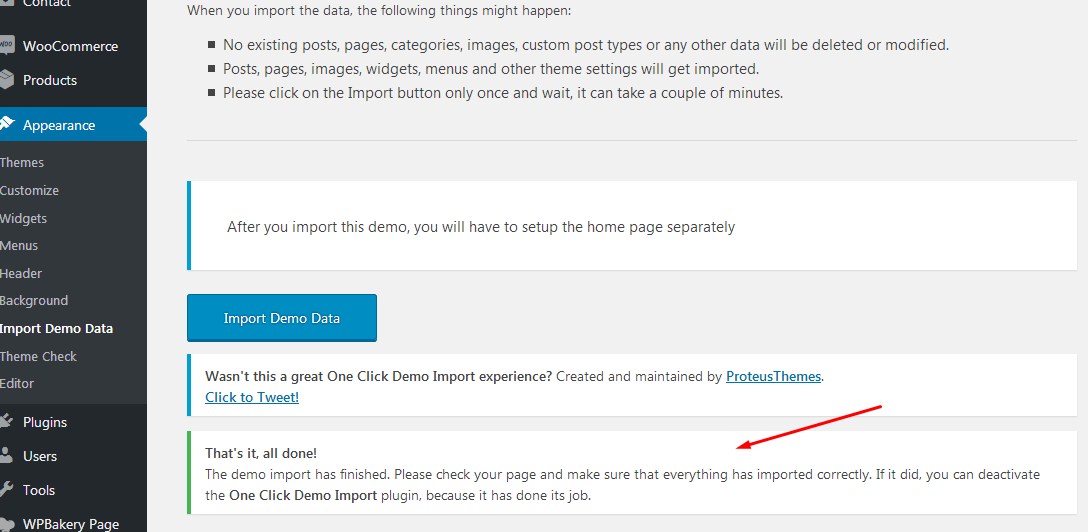 Contact
WooCommerce
Products
Appearance
Themes
Customize
Widgets
Menus
Header
Background
Import Demo Data
Theme Check
Editor
Plugins
Users
Tools
WPBakery Page
When you import the data, the following things might happen:
No existing posts, pages, categories, images, custom post types or any other data will be deleted or modified.
Posts, pages, images, widgets, menus and other theme settings will get imported.
Please click on the Import button only once and wait, it can take a couple of minutes.
After you import this demo, you will have to setup the home page separately
Import Demo Data
Wasn't this a great One Click Demo Import experience? Created and maintained by ProteusThemes.
Click to Tweet!
That's it, all done!
The demo import has finished. Please check your page and make sure that everything has imported correctly. If it did, you can deactivate
the One Click Demo Import plugin, because it has done its job.